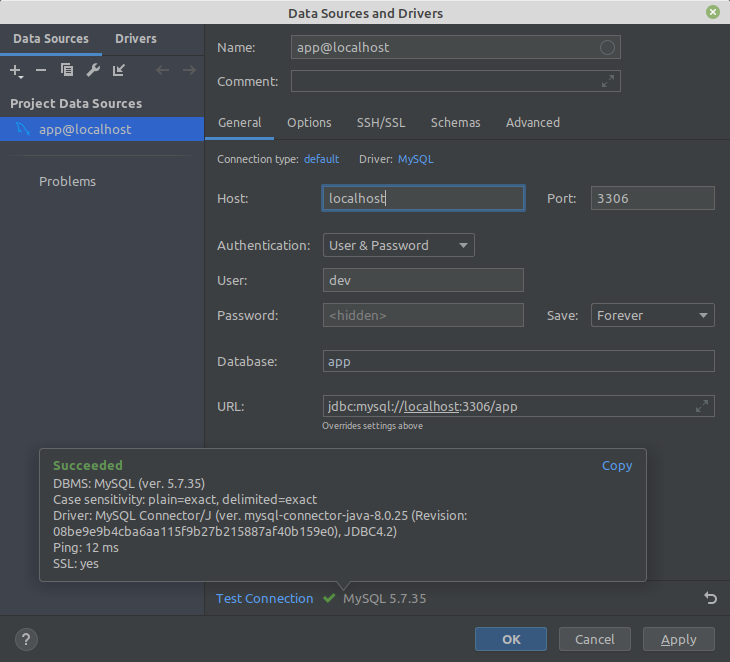 Data Sources and Drivers
Data Sources Drivers
Name: app@localhost
Comment:
Project Data Sources
app@localhost
Problems
General Options SSH/SSL Schemas Advanced
Connection type: default Driver: MySQL
Host: localhost Port: 3306
Authentication: User & Password
User: dev
Password: <hidden> Save: Forever
Database: app
URL: jdbc:mysql://localhost:3306/app
Overrides settings above
Succeeded Copy
DBMS: MySQL (ver. 5.7.35)
Case sensitivity: plain=exact, delimited=exact
Driver: MySQL Connector/J (ver. mysql-connector-java-8.0.25 (Revision:
08be9e9b4cba6aa115f9b27b215887af40b159e0), JDBC4.2)
Ping: 12 ms
SSL: yes
Test Connection MySQL 5.7.35
? OK Cancel Apply